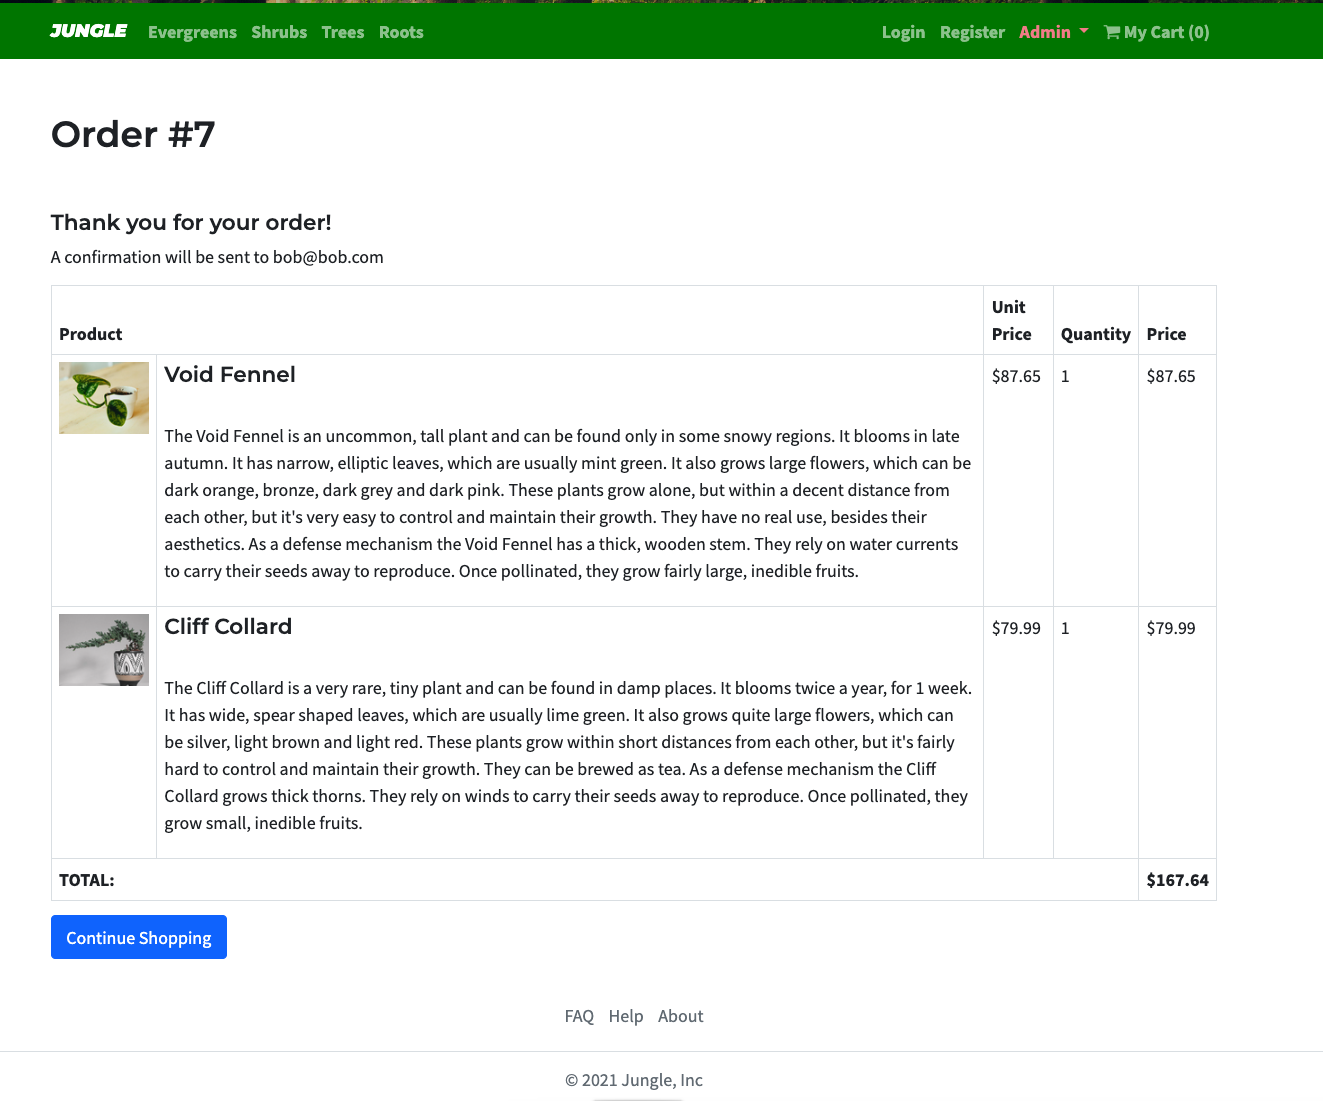 JUNGLE Evergreens Shrubs Trees Roots Login Register Admin My Cart (0)
Order #7
Thank you for your order!
A confirmation will be sent to bob@bob.com
Product Unit Price Quantity Price
Void Fennel $87.65 1 $87.65
The Void Fennel is an uncommon, tall plant and can be found only in some snowy regions. It blooms in late
autumn. It has narrow, elliptic leaves, which are usually mint green. It also grows large flowers, which can be
dark orange, bronze, dark grey and dark pink. These plants grow alone, but within a decent distance from
each other, but it's very easy to control and maintain their growth. They have no real use, besides their
aesthetics. As a defense mechanism the Void Fennel has a thick, wooden stem. They rely on water currents
to carry their seeds away to reproduce. Once pollinated, they grow fairly large, inedible fruits.
Cliff Collard $79.99 1 $79.99
The Cliff Collard is a very rare, tiny plant and can be found in damp places. It blooms twice a year, for 1 week.
It has wide, spear shaped leaves, which are usually lime green. It also grows quite large flowers, which can
be silver, light brown and light red. These plants grow within short distances from each other, but it's fairly
hard to control and maintain their growth. They can be brewed as tea. As a defense mechanism the Cliff
Collard grows thick thorns. They rely on winds to carry their seeds away to reproduce. Once pollinated, they
grow small, inedible fruits.
TOTAL: $167.64
Continue Shopping
FAQ Help About
© 2021 Jungle, Inc